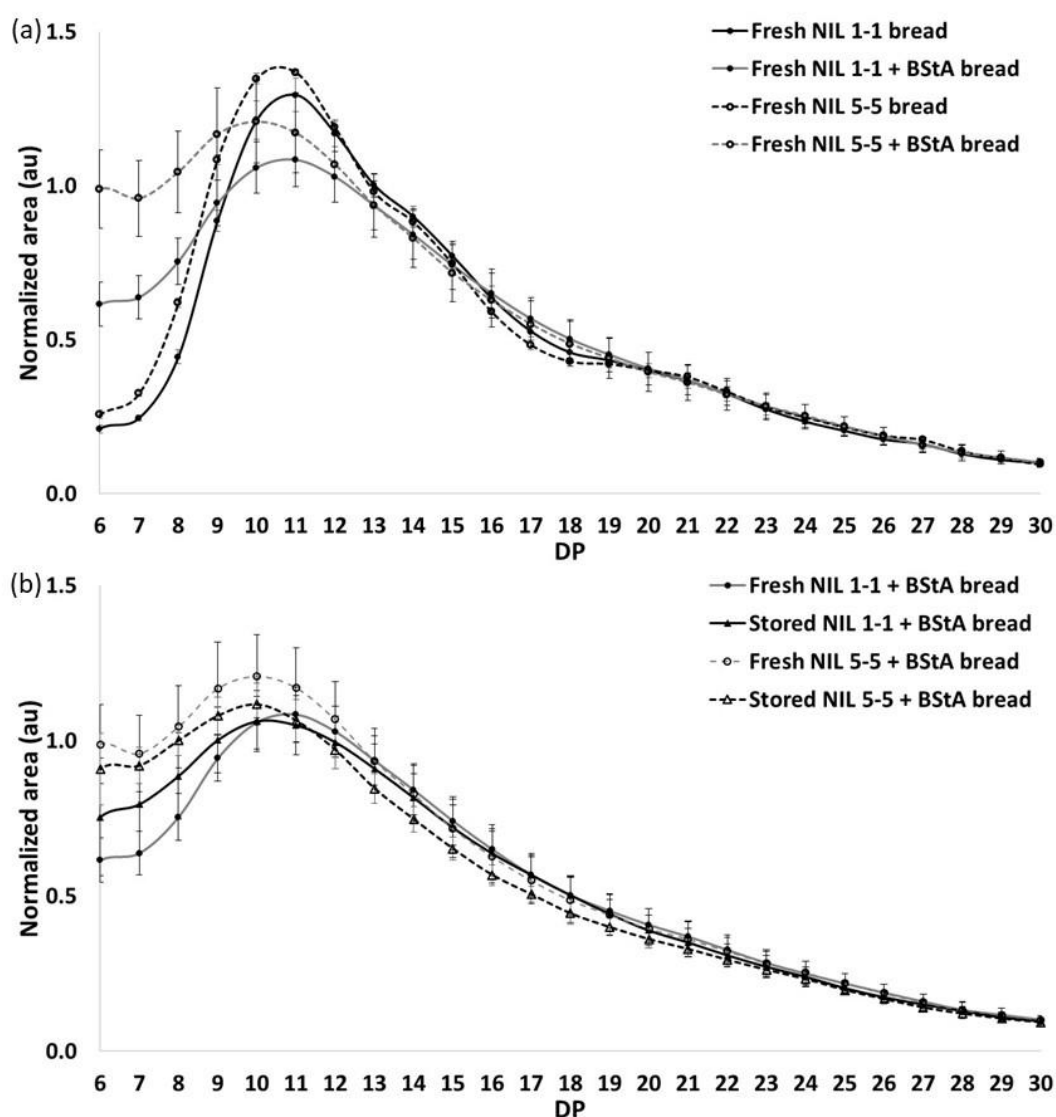 (a)
1.5
Fresh NIL 1-1 bread
Fresh NIL 1-1 + BStA bread
Fresh NIL 5-5 bread
Fresh NIL 5-5 + BStA bread
1.0
Normalized area (au)
0.5
0.0
6 7 8 9 10 11 12 13 14 15 16 17 18 19 20 21 22 23 24 25 26 27 28 29 30
DP
(b)
1.5
Fresh NIL 1-1 + BStA bread
Stored NIL 1-1 + BStA bread
Fresh NIL 5-5 + BStA bread
Stored NIL 5-5 + BStA bread
1.0
Normalized area (au)
0.5
0.0
6 7 8 9 10 11 12 13 14 15 16 17 18 19 20 21 22 23 24 25 26 27 28 29 30
DP